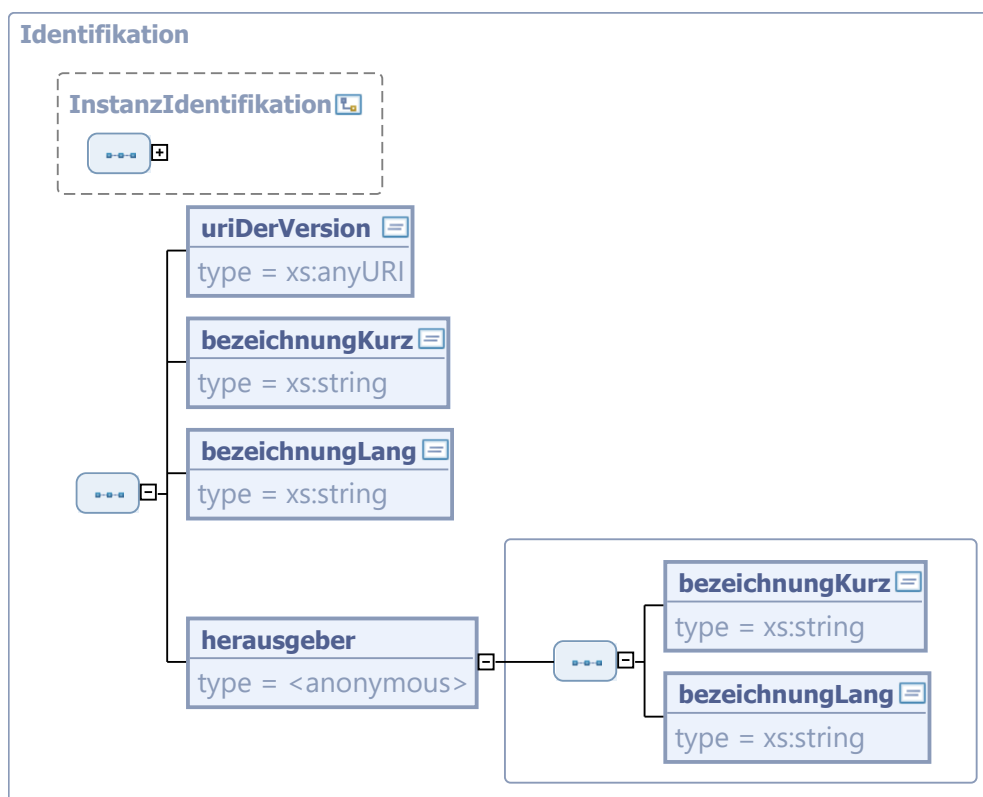 Identifikation
InstanzIdentifikation
uriDerVersion
type = xs:anyURI
bezeichnungKurz
type = xs:string
bezeichnungLang
type = xs:string
herausgeber
type = <anonymous>
bezeichnungKurz
type = xs:string
bezeichnungLang
type = xs:string